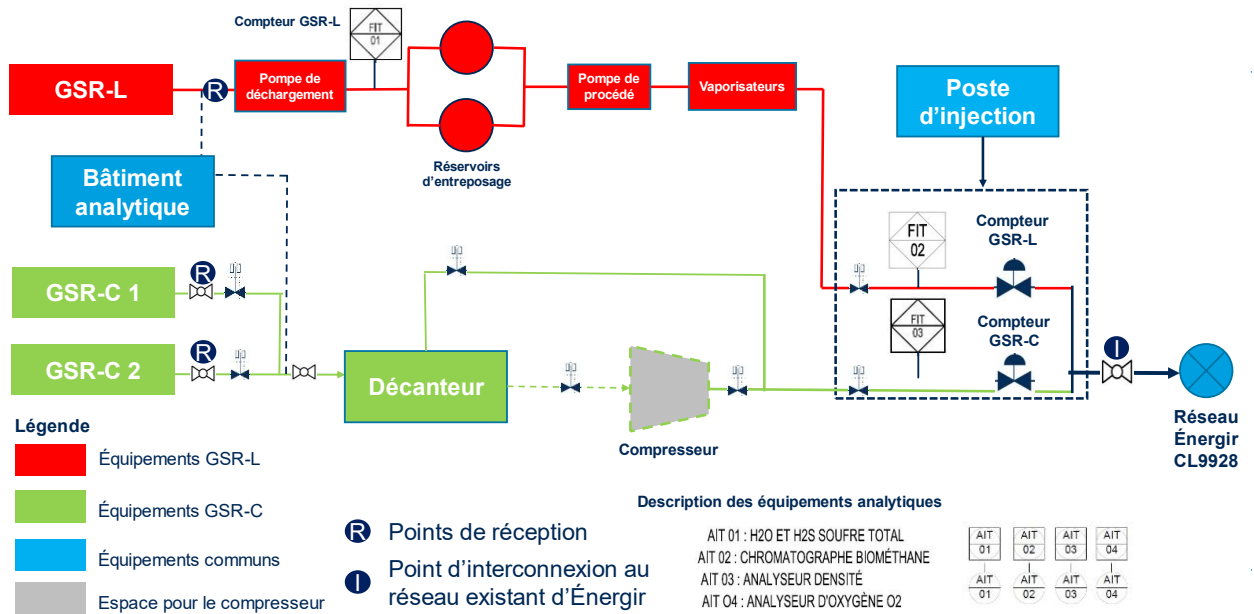 Compteur GSR-L
FIT
01
GSR-L
R
Pompe de
déchargement
Pompe de
procédé
Vaporisateurs
Poste
d’injection
Réservoirs
d’entreposage
Bâtiment
analytique
FIT
02
Compteur
GSR-L
R
GSR-C 1
FIT
03
Compteur
GSR-C
I
R
GSR-C 2
Décanteur
Compresseur
Réseau
Énergir
CL9928
Légende
Équipements GSR-L
Équipements GSR-C
Équipements communs
Espace pour le compresseur
R Points de réception
I Point d’interconnexion au
réseau existant d’Énergir
Description des équipements analytiques
AIT 01 : H2O ET H2S SOUFRE TOTAL
AIT 02 : CHROMATOGRAPHE BIOMÉTHANE
AIT 03 : ANALYSEUR DENSITÉ
AIT O4 : ANALYSEUR D'OXYGÈNE O2
AIT AIT AIT AIT
01 02 03 04
AIT AIT AIT AIT
01 02 03 04